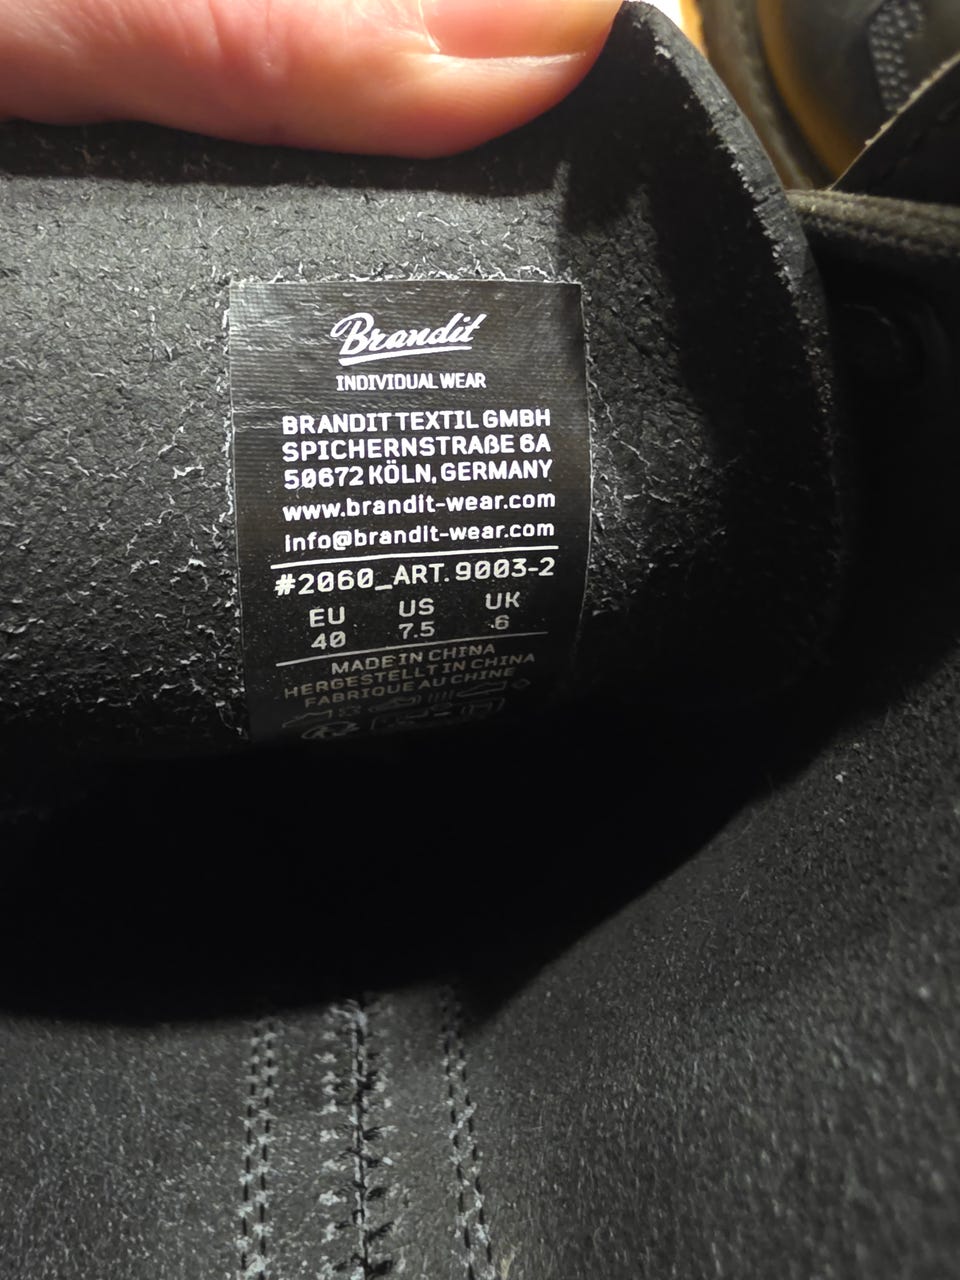 Brandit
INDIVIDUAL WEAR
BRANDIT TEXTIL GMBH
SPICHERNSTRAßE 6A
50672 KÖLN, GERMANY
www.brandit-wear.com
info@brandit-wear.com
#2060_ART. 9003-2
EU US UK
40 7.5 6
MADE IN CHINA
HERGESTELLT IN CHINA
FABRIQUE AU CHINE